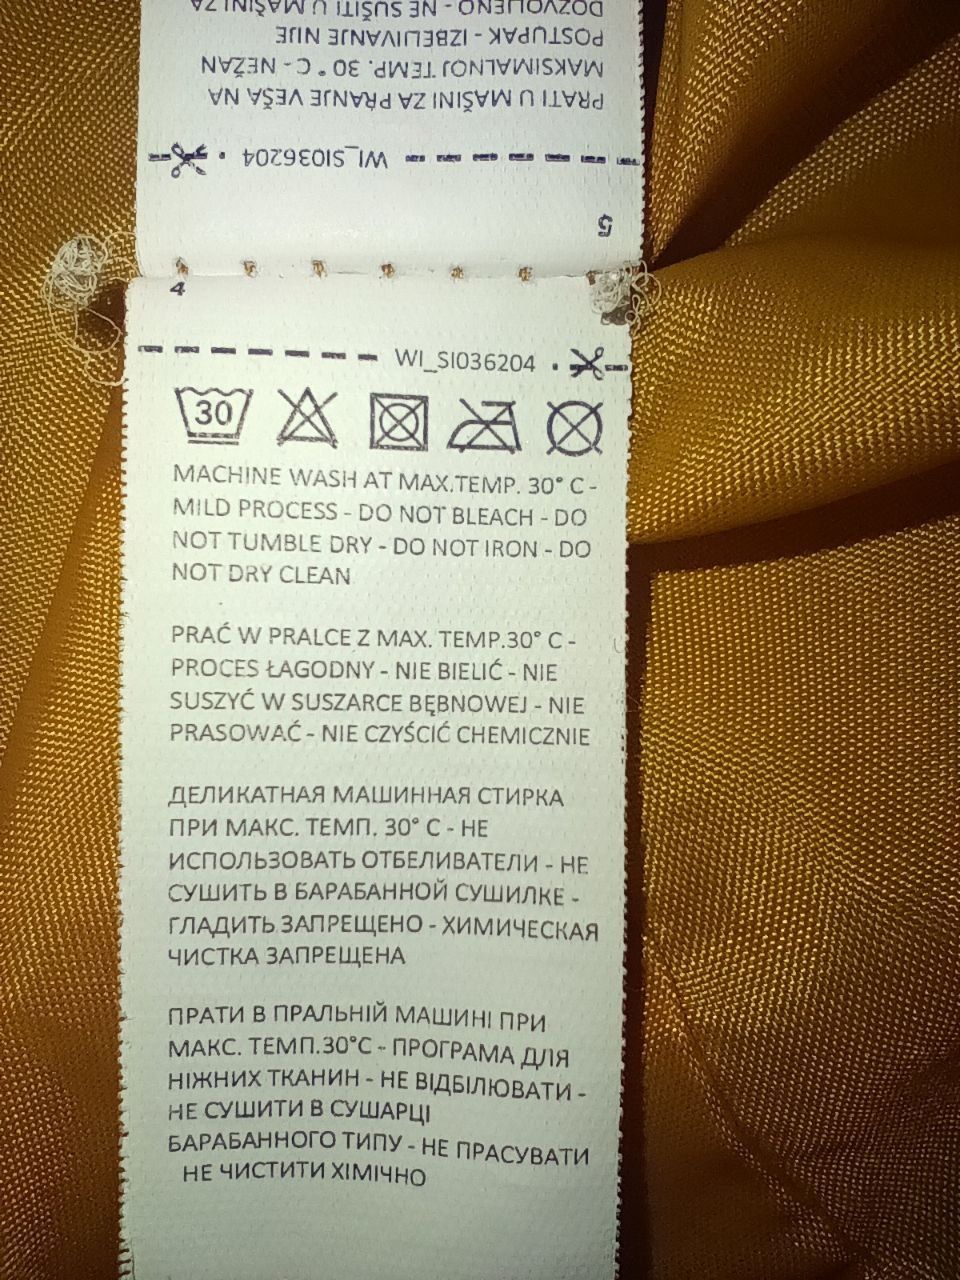 DOZVOLJENO - NE SUŠITI U MAŠINI ZA
POSTUPAK - IZBELJIVANJE NIJE
MAKSIMALNOJ TEMP. 30° C - NEŽAN
PRATI U MAŠINI ZA PRANJE VEŠA NA
WI_SI036204
5
4
WI_SI036204
30
MACHINE WASH AT MAX.TEMP. 30° C -
MILD PROCESS - DO NOT BLEACH - DO
NOT TUMBLE DRY - DO NOT IRON - DO
NOT DRY CLEAN
PRAĆ W PRALCE Z MAX. TEMP.30° C -
PROCES ŁAGODNY - NIE BIELIĆ - NIE
SUSZYĆ W SUSZARCE BĘBNOWEJ - NIE
PRASOWAĆ - NIE CZYŚCIĆ CHEMICZNIE
ДЕЛИКАТНАЯ МАШИННАЯ СТИРКА
ПРИ МАКС. ТЕМП. 30° С - НЕ
ИСПОЛЬЗОВАТЬ ОТБЕЛИВАТЕЛИ - НЕ
СУШИТЬ В БАРАБАННОЙ СУШИЛКЕ -
ГЛАДИТЬ ЗАПРЕЩЕНО - ХИМИЧЕСКАЯ
ЧИСТКА ЗАПРЕЩЕНА
ПРАТИ В ПРАЛЬНІЙ МАШИНІ ПРИ
МАКС. ТЕМП.30°С - ПРОГРАМА ДЛЯ
НІЖНИХ ТКАНИН - НЕ ВІДБІЛЮВАТИ -
НЕ СУШИТИ В СУШАРЦІ
БАРАБАННОГО ТИПУ - НЕ ПРАСУВАТИ
НЕ ЧИСТИТИ ХІМІЧНО